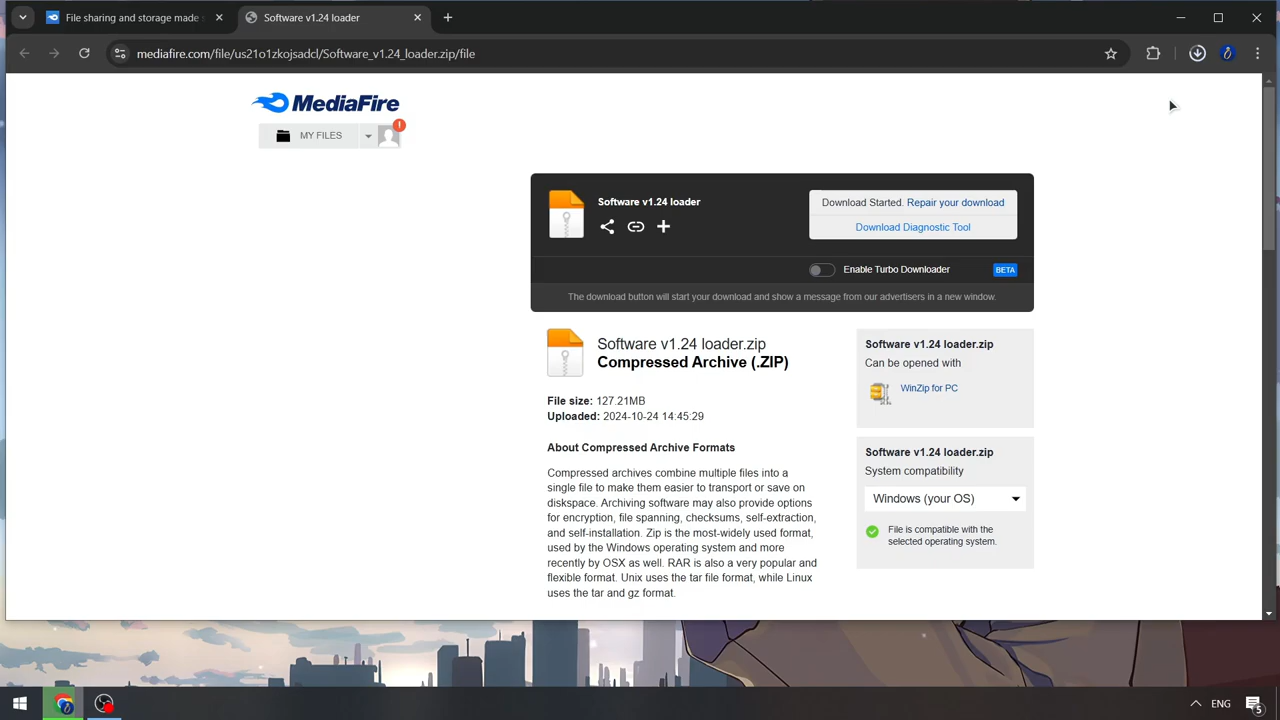 File sharing and storage made
Software v1.24 loader
mediafire.com/file/us21o1zkojsadcl/Software_v1.24_loader.zip/file
MediaFire
MY FILES
!
Software v1.24 loader
Download Started. Repair your download
Download Diagnostic Tool
Enable Turbo Downloader
BETA
The download button will start your download and show a message from our advertisers in a new window.
Software v1.24 loader.zip
Compressed Archive (.ZIP)
File size: 127.21MB
Uploaded: 2024-10-24 14:45:29
About Compressed Archive Formats
Compressed archives combine multiple files into a
single file to make them easier to transport or save on
diskspace. Archiving software may also provide options
for encryption, file spanning, checksums, self-extraction,
and self-installation. Zip is the most-widely used format,
used by the Windows operating system and more
recently by OSX as well. RAR is also a very popular and
flexible format. Unix uses the tar file format, while Linux
uses the tar and gz format.
Software v1.24 loader.zip
Can be opened with
WinZip for PC
Software v1.24 loader.zip
System compatibility
Windows (your OS)
File is compatible with the
selected operating system.
ENG
5